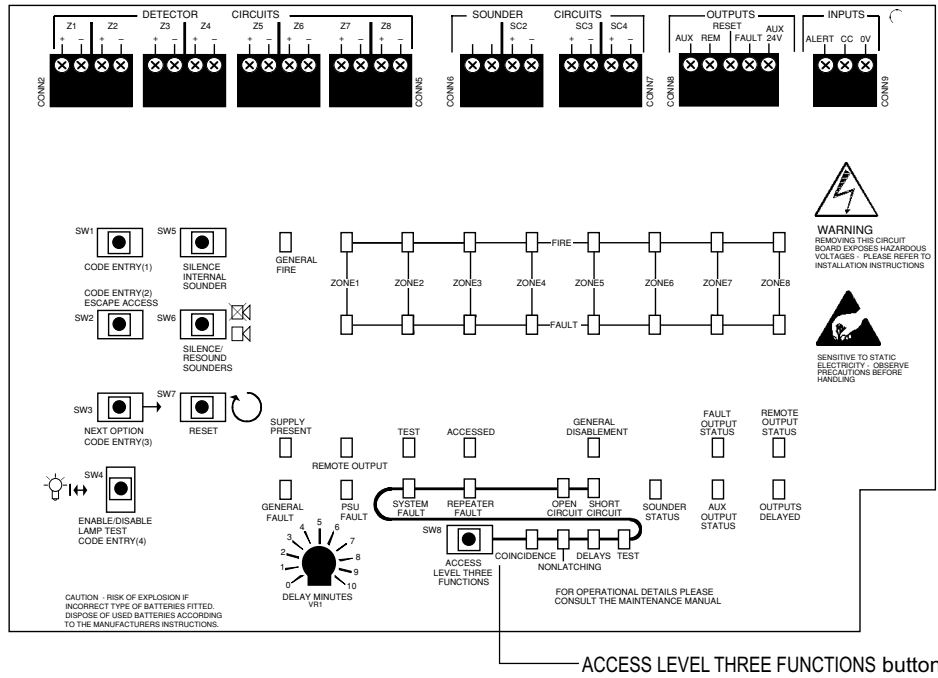 DETECTOR CIRCUITS
Z1 Z2 Z3 Z4 Z5 Z6 Z7 Z8
+ – + – + – + – + – + – + – + –
CONN2
CONN5
SOUNDER CIRCUITS
SC2 SC3 SC4
+ – + – + –
CONN6
CONN7
OUTPUTS
RESET
AUX REM FAULT AUX 24V
CONN8
INPUTS
ALERT CC 0V
CONN9
WARNING
REMOVING THIS CIRCUIT
BOARD EXPOSES HAZARDOUS
VOLTAGES - PLEASE REFER TO
INSTALLATION INSTRUCTIONS
SENSITIVE TO STATIC
ELECTRICITY - OBSERVE
PRECAUTIONS BEFORE
HANDLING
SW1
CODE ENTRY(1)
SW5
SILENCE
INTERNAL
SOUNDER
CODE ENTRY(2)
ESCAPE ACCESS
SW2
SW6
SILENCE/
RESOUND
SOUNDERS
SW3
NEXT OPTION
CODE ENTRY(3)
SW7
RESET
SW4
ENABLE/DISABLE
LAMP TEST
CODE ENTRY(4)
GENERAL
FIRE
FIRE
ZONE1 ZONE2 ZONE3 ZONE4 ZONE5 ZONE6 ZONE7 ZONE8
FAULT
SUPPLY
PRESENT
REMOTE OUTPUT
TEST
ACCESSED
GENERAL
DISABLEMENT
FAULT
OUTPUT
STATUS
REMOTE
OUTPUT
STATUS
GENERAL
FAULT
PSU
FAULT
SYSTEM
FAULT
REPEATER
FAULT
OPEN
CIRCUIT
SHORT
CIRCUIT
SOUNDER
STATUS
AUX
OUTPUT
STATUS
OUTPUTS
DELAYED
0 1 2 3 4 5 6 7 8 9 10
DELAY MINUTES
VR1
SW8
ACCESS
LEVEL THREE
FUNCTIONS
COINCIDENCE
NONLATCHING
DELAYS
TEST
FOR OPERATIONAL DETAILS PLEASE
CONSULT THE MAINTENANCE MANUAL
CAUTION - RISK OF EXPLOSION IF
INCORRECT TYPE OF BATTERIES FITTED.
DISPOSE OF USED BATTERIES ACCORDING
TO THE MANUFACTURERS INSTRUCTIONS.
ACCESS LEVEL THREE FUNCTIONS button